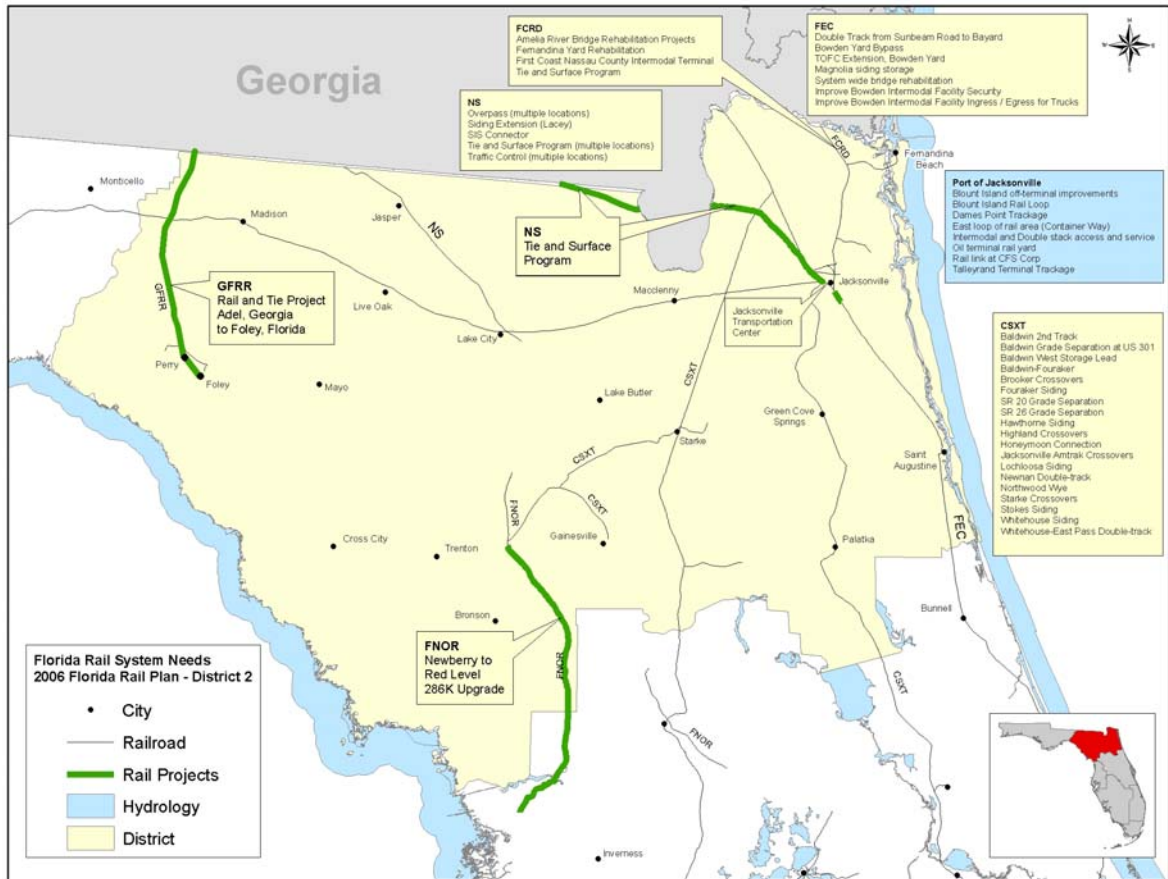 Georgia
FCRD
Amelia River Bridge Rehabilitation Projects
Fernandina Yard Rehabilitation
First Coast Nassau County Intermodal Terminal
Tie and Surface Program
FEC
Double Track from Sunbeam Road to Bayard
Bowden Yard Bypass
TOFC Extension, Bowden Yard
Magnolia siding storage
System wide bridge rehabilitation
Improve Bowden Intermodal Facility Security
Improve Bowden Intermodal Facility Ingress / Egress for Trucks
N
W
E
S
NS
Overpass (multiple locations)
Siding Extension (Lacey)
SIS Connector
Tie and Surface Program (multiple locations)
Traffic Control (multiple locations)
FCRD
Fernandina
Beach
Port of Jacksonville
Blount Island off-terminal improvements
Blount Island Rail Loop
Dames Point Trackage
East loop of rail area (Container Way)
Intermodal and Double stack access and service
Oil terminal rail yard
Rail link at CFS Corp
Talleyrand Terminal Trackage
Monticello
Madison
Jasper
NS
NS
Tie and Surface
Program
GFRR
GFRR
Rail and Tie Project
Adel, Georgia
to Foley, Florida
Live Oak
Macclenny
Jacksonville
Jacksonville
Transportation
Center
Lake City
Perry
Foley
Mayo
Lake Butler
CSXT
Starke
Green Cove
Springs
Saint
Augustine
CSXT
Baldwin 2nd Track
Baldwin Grade Separation at US 301
Baldwin West Storage Lead
Baldwin-Fouraker
Brooker Crossovers
Fouraker Siding
SR 20 Grade Separation
SR 26 Grade Separation
Hawthorne Siding
Highland Crossovers
Honeymoon Connection
Jacksonville Amtrak Crossovers
Lochloosa Siding
Newnan Double-track
Northwood Wye
Starke Crossovers
Stokes Siding
Whitehouse Siding
Whitehouse-East Pass Double-track
CSXT
FNOR
CSXT
Gainesville
FEC
Cross City
Trenton
Palatka
Bronson
Bunnell
FNOR
Newberry to
Red Level
286K Upgrade
FNOR
CSXT
FNOR
Inverness
Florida Rail System Needs
2006 Florida Rail Plan - District 2
City
Railroad
Rail Projects
Hydrology
District